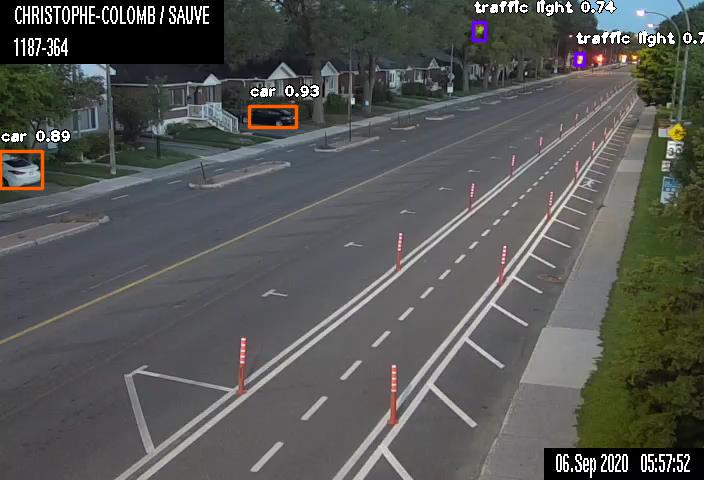 CHRISTOPHE-COLOMB / SAUVE
1187-364
traffic light 0.74
traffic light 0.7
car 0.93
car 0.89
30
06.Sep 2020 05:57:52